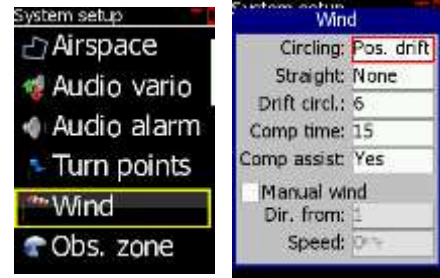 System setup
Airspace
Audio vario
Audio alarm
Turn points
Wind
Obs. zone
System setup
Wind
Circling: Pos. drift
Straight: None
Drift circl.: 6
Comp time: 15
Comp assist: Yes
Manual wind
Dir. from: 1
Speed: